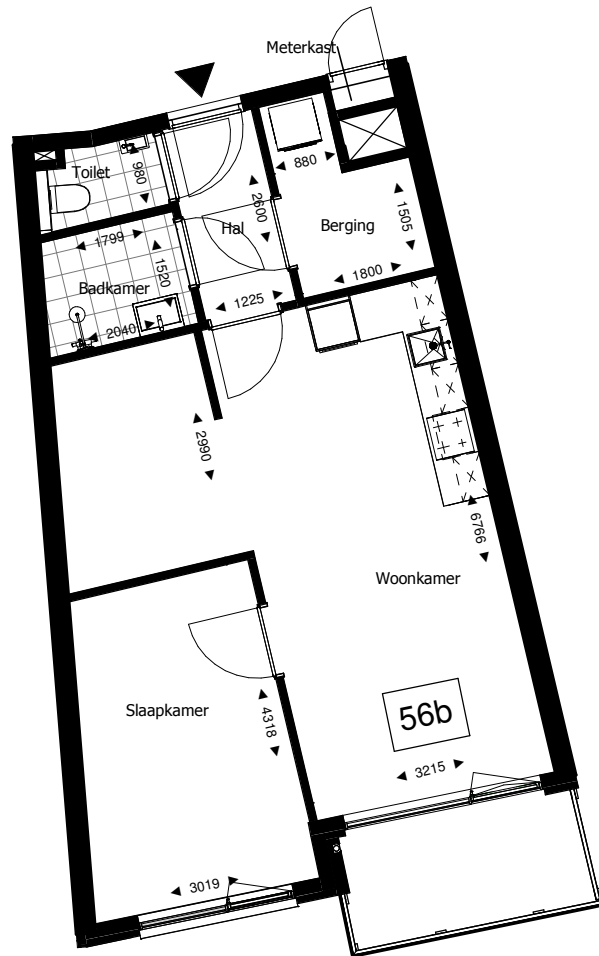 Meterkast
Toilet
980
880
2600
Hal
Berging
1505
1799
1520
Badkamer
1800
1225
2040
2990
6766
Woonkamer
Slaapkamer
4318
56b
3215
3019